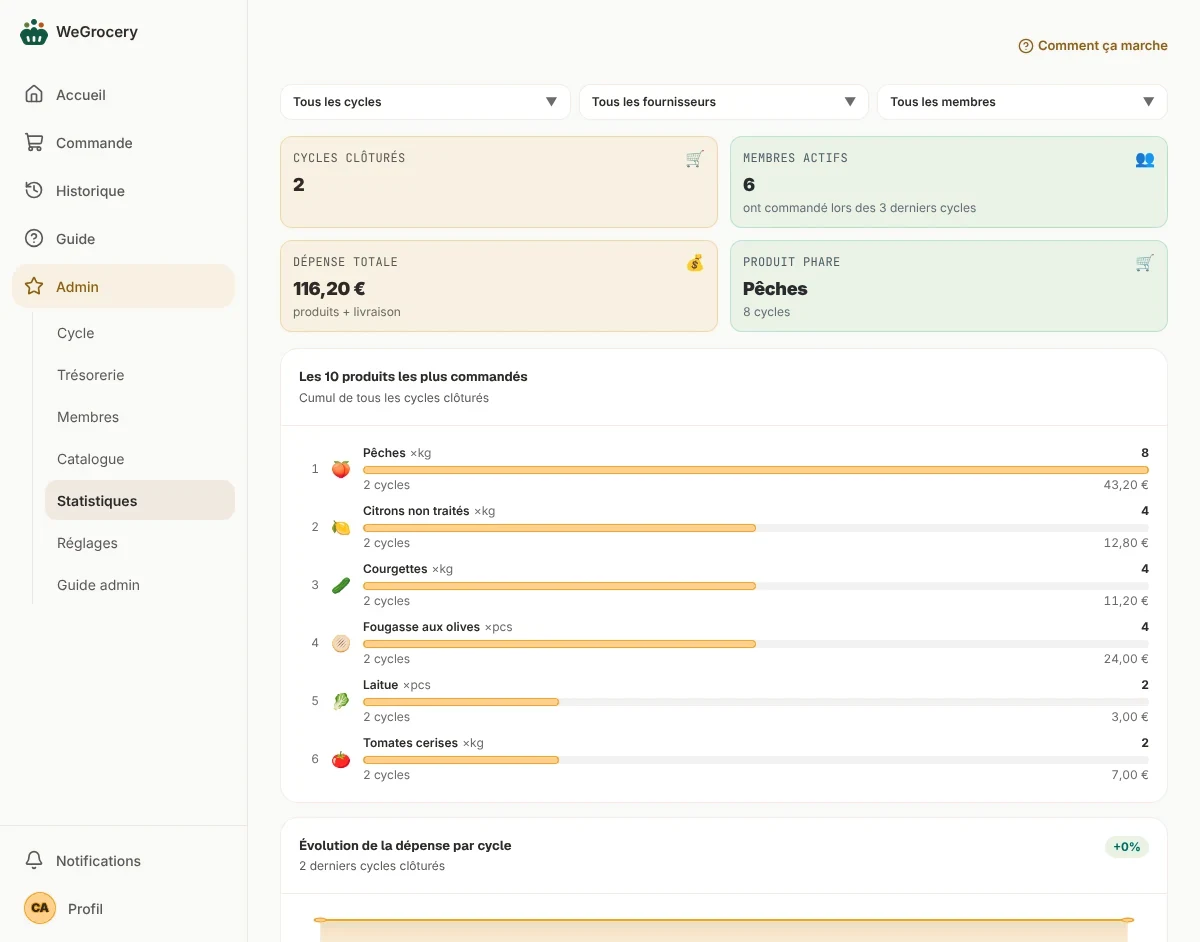 WeGrocery
Comment ça marche
Accueil
Commande
Historique
Guide
Admin
Cycle
Trésorerie
Membres
Catalogue
Statistiques
Réglages
Guide admin
Notifications
CA
Profil
Tous les cycles
Tous les fournisseurs
Tous les membres
CYCLES CLÔTURÉS
2
MEMBRES ACTIFS
6
ont commandé lors des 3 derniers cycles
DÉPENSE TOTALE
116,20 €
produits + livraison
PRODUIT PHARE
Pêches
8 cycles
Les 10 produits les plus commandés
Cumul de tous les cycles clôturés
1
Pêches ×kg 8
2 cycles 43,20 €
2
Citrons non traités ×kg 4
2 cycles 12,80 €
3
Courgettes ×kg 4
2 cycles 11,20 €
4
Fougasse aux olives ×pcs 4
2 cycles 24,00 €
5
Laitue ×pcs 2
2 cycles 3,00 €
6
Tomates cerises ×kg 2
2 cycles 7,00 €
Évolution de la dépense par cycle
+0%
2 derniers cycles clôturés